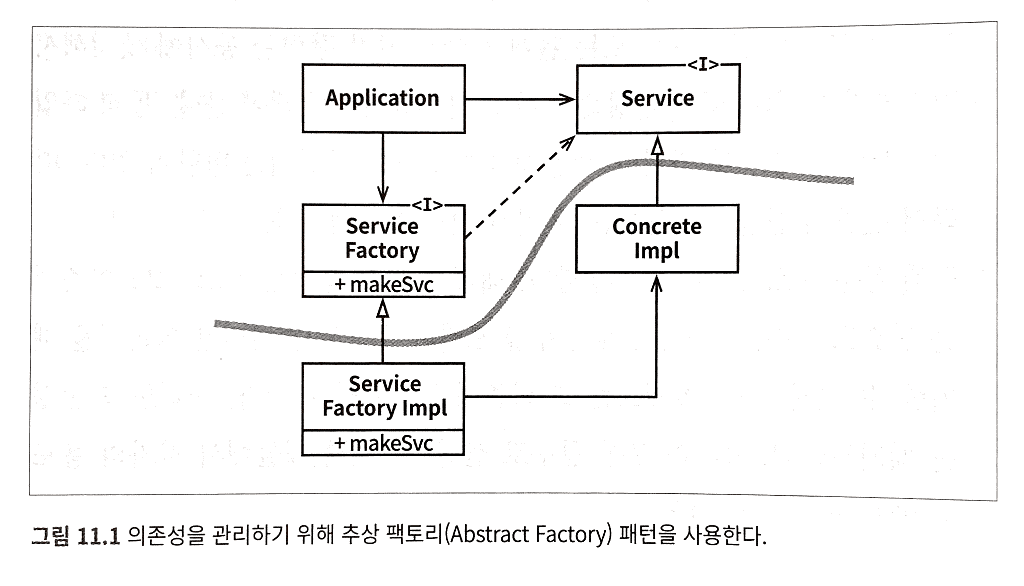 Application
<I>
Service
<I>
Service
Factory
+ makeSvc
Concrete
Impl
Service
Factory Impl
+ makeSvc
그림 11.1 의존성을 관리하기 위해 추상 팩토리(Abstract Factory) 패턴을 사용한다.